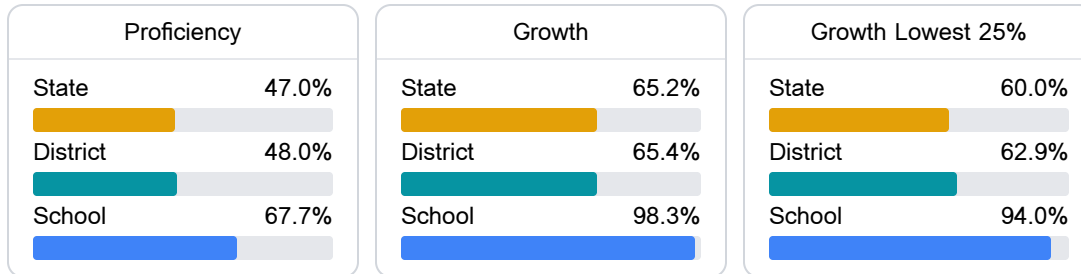 Proficiency
State 47.0%
District 48.0%
School 67.7%
Growth
State 65.2%
District 65.4%
School 98.3%
Growth Lowest 25%
State 60.0%
District 62.9%
School 94.0%